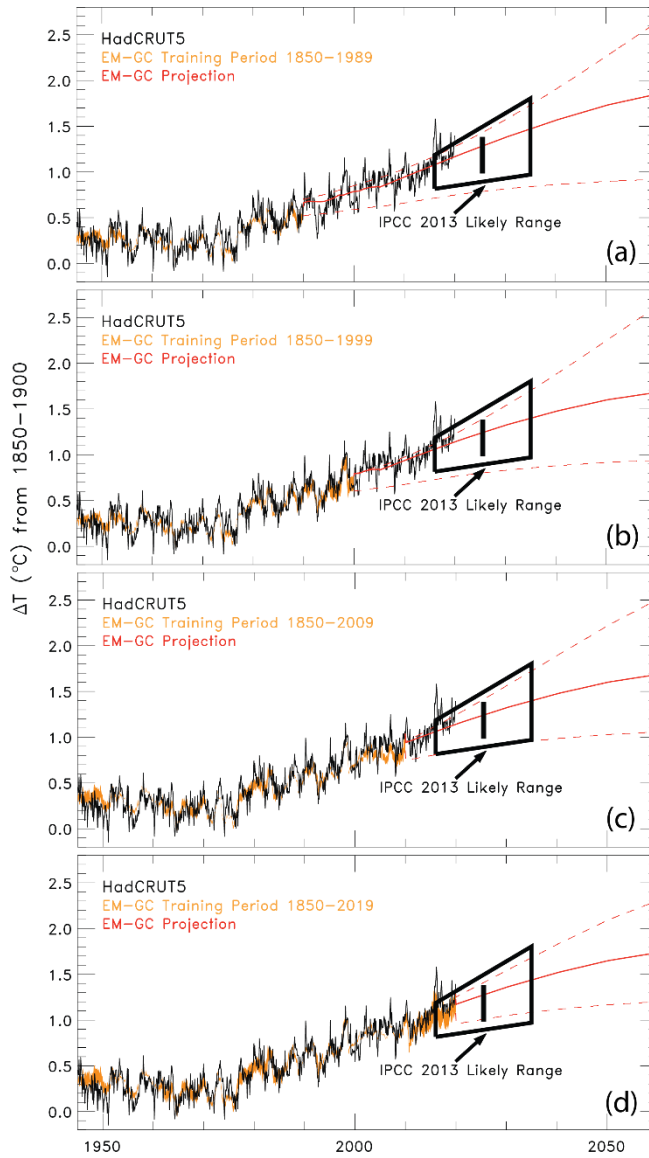 HadCRUT5
EM-GC Training Period 1850-1989
EM-GC Projection
2.5
2.0
1.5
1.0
0.5
0.0
IPCC 2013 Likely Range
(a)
HadCRUT5
EM-GC Training Period 1850-1999
EM-GC Projection
2.5
2.0
1.5
1.0
0.5
0.0
IPCC 2013 Likely Range
(b)
ΔT (°C) from 1850-1900
HadCRUT5
EM-GC Training Period 1850-2009
EM-GC Projection
2.5
2.0
1.5
1.0
0.5
0.0
IPCC 2013 Likely Range
(c)
HadCRUT5
EM-GC Training Period 1850-2019
EM-GC Projection
2.5
2.0
1.5
1.0
0.5
0.0
IPCC 2013 Likely Range
(d)
1950 2000 2050